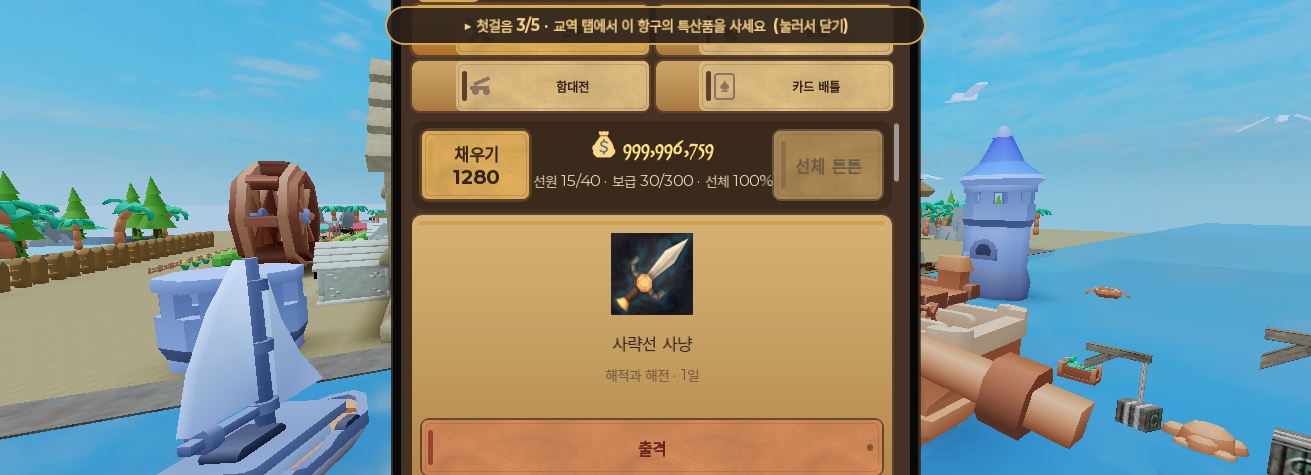 ▸ 첫걸음 3/5 · 교역 탭에서 이 항구의 특산품을 사세요 (눌러서 닫기)
함대전
카드 배틀
채우기
1280
999,996,759
선원 15/40 · 보급 30/300 · 선체 100%
선체 튼튼
사략선 사냥
해적과 해전 · 1일
출격